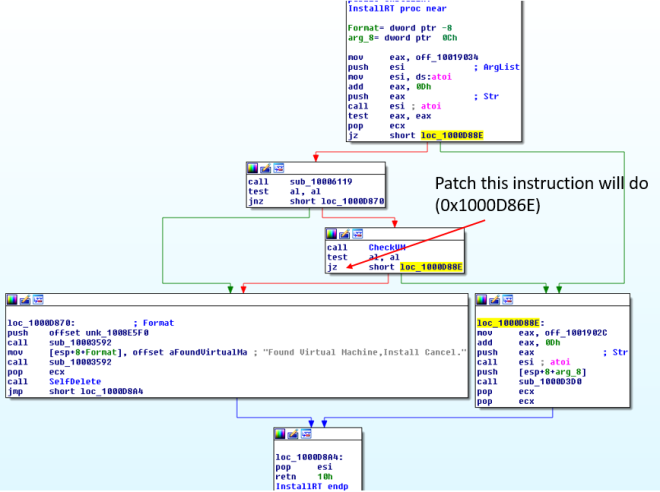 InstallRT proc near
Format= dword ptr -8
arg_8= dword ptr  0Ch
mov     eax, off_10019034
push    esi             ; ArgList
mov     esi, ds:atoi
add     eax, 0Dh
push    eax             ; Str
call    esi ; atoi
test    eax, eax
pop     ecx
jz      short loc_1000D88E
call    sub_10006119
test    al, al
jnz     short loc_1000D870
Patch this instruction will do
(0x1000D86E)
call    CheckVM
test    al, al
jz      short loc_1000D88E
loc_1000D870:           ; Format
push    offset unk_1008E5F0
call    sub_10003592
mov     [esp+8+Format], offset aFoundVirtualMa ; "Found Virtual Machine,Install Cancel."
call    sub_10003592
pop     ecx
call    SelfDelete
jmp     short loc_1000D8A4
loc_1000D88E:
mov     eax, off_1001902C
add     eax, 0Dh
push    eax             ; Str
call    esi ; atoi
push    [esp+8+arg_8]
call    sub_1000D3D0
pop     ecx
pop     ecx
loc_1000D8A4:
pop     esi
retn    10h
InstallRT endp